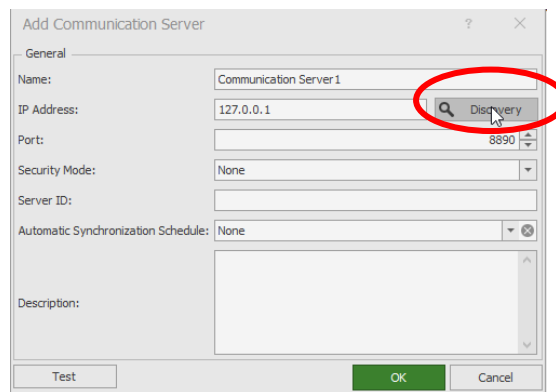 Add Communication Server ?
General
Name: Communication Server1
IP Address: 127.0.0.1 Discovery
Port: 8890
Security Mode: None
Server ID:
Automatic Synchronization Schedule: None
Description:
Test OK Cancel